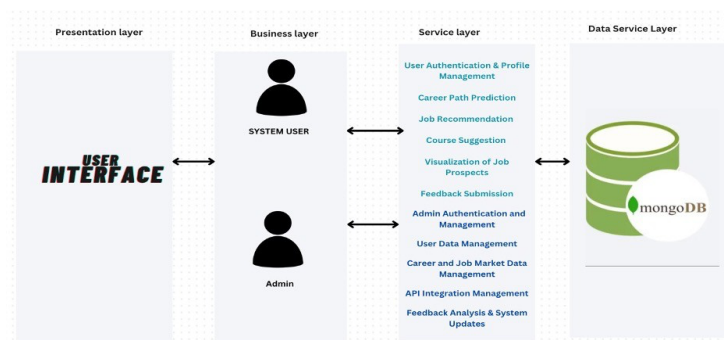 Presentation layer
Business layer
Service layer
Data Service Layer
USER
INTERFACE
SYSTEM USER
Admin
User Authentication & Profile
Management
Career Path Prediction
Job Recommendation
Course Suggestion
Visualization of Job
Prospects
Feedback Submission
Admin Authentication and
Management
User Data Management
Career and Job Market Data
Management
API Integration Management
Feedback Analysis & System
Updates
mongoDB